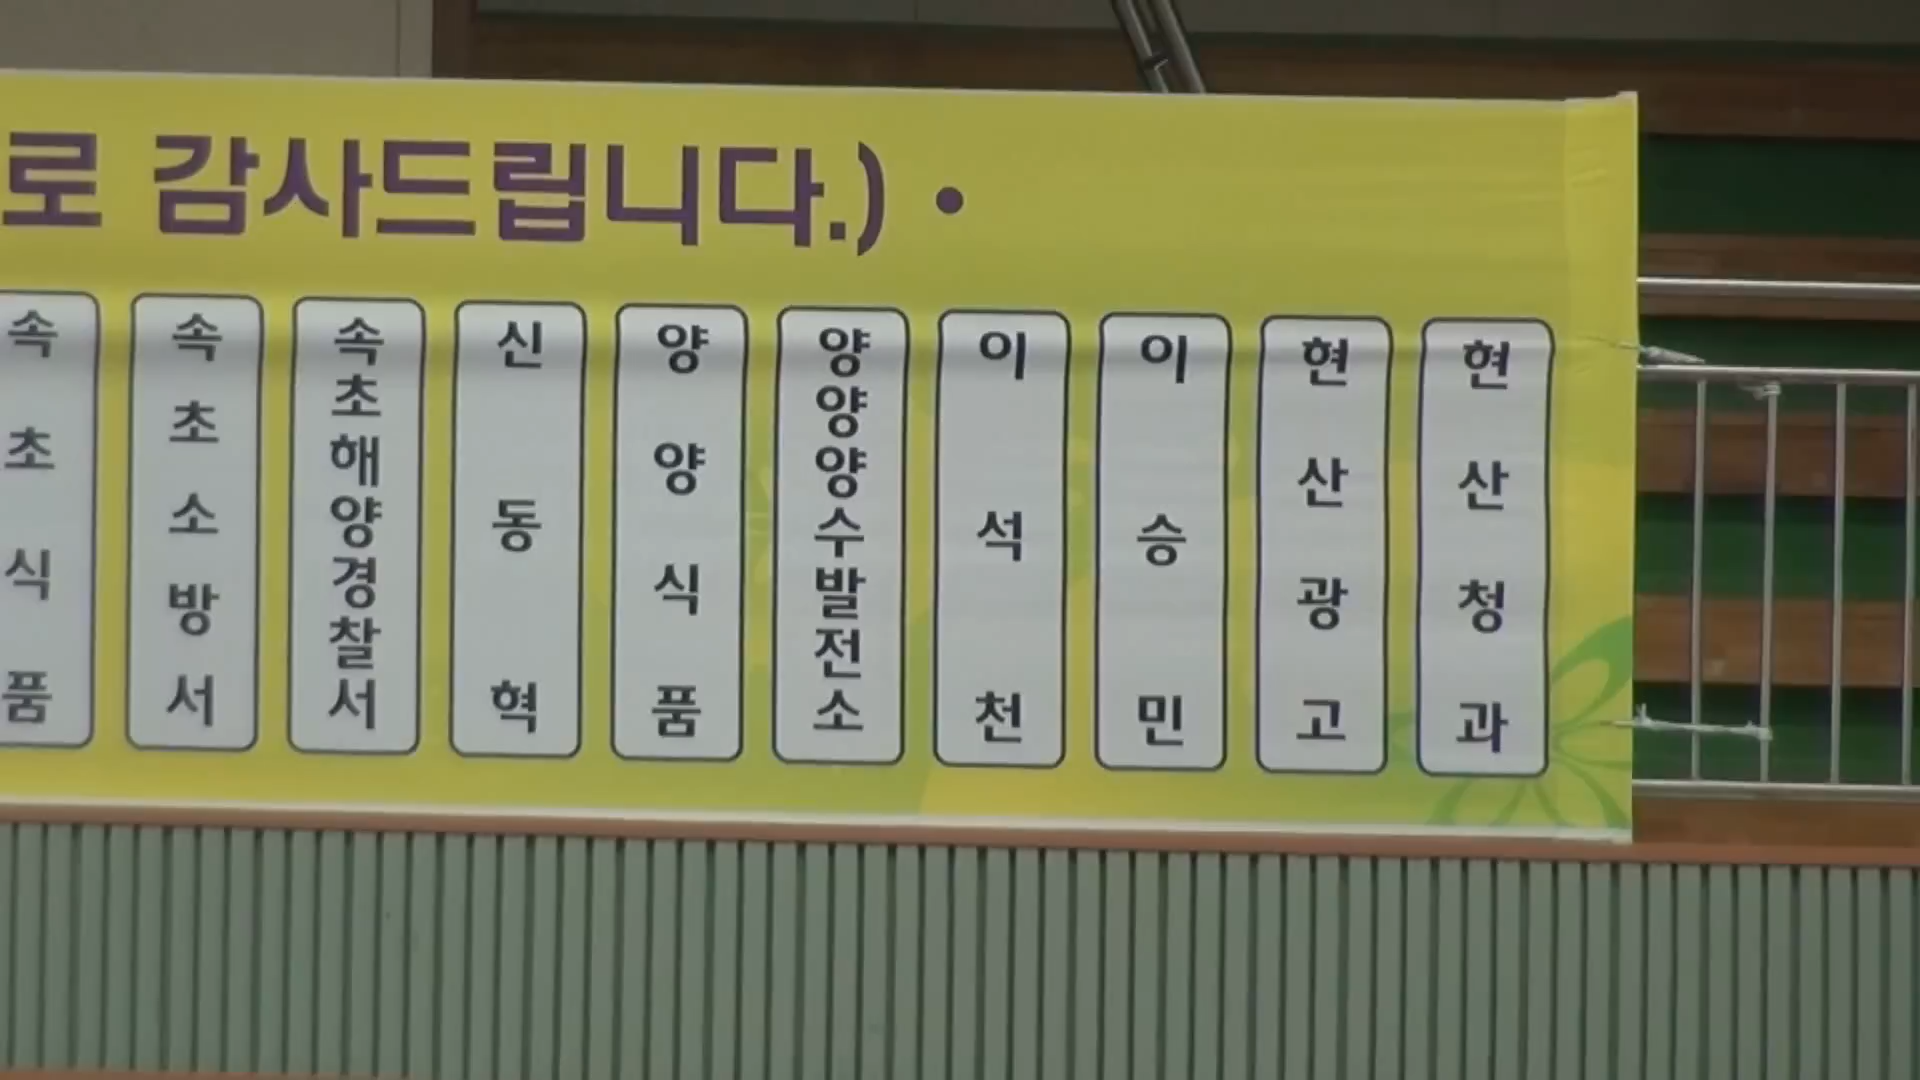 로 감사드립니다.) •
속초식품
속초소방서
속초해양경찰서
신동혁
양양식품
양양양수발전소
이석천
이승민
현산광고
현산청과